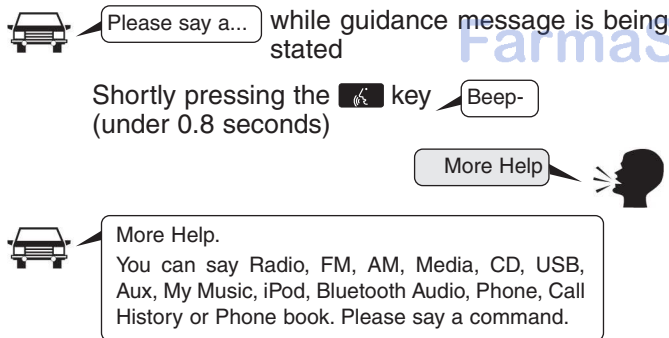 Please say a... while guidance message is being
stated
FarmaS
Shortly pressing the key Beep-
(under 0.8 seconds)
More Help
More Help.
You can say Radio, FM, AM, Media, CD, USB,
Aux, My Music, iPod, Bluetooth Audio, Phone, Call
History or Phone book. Please say a command.